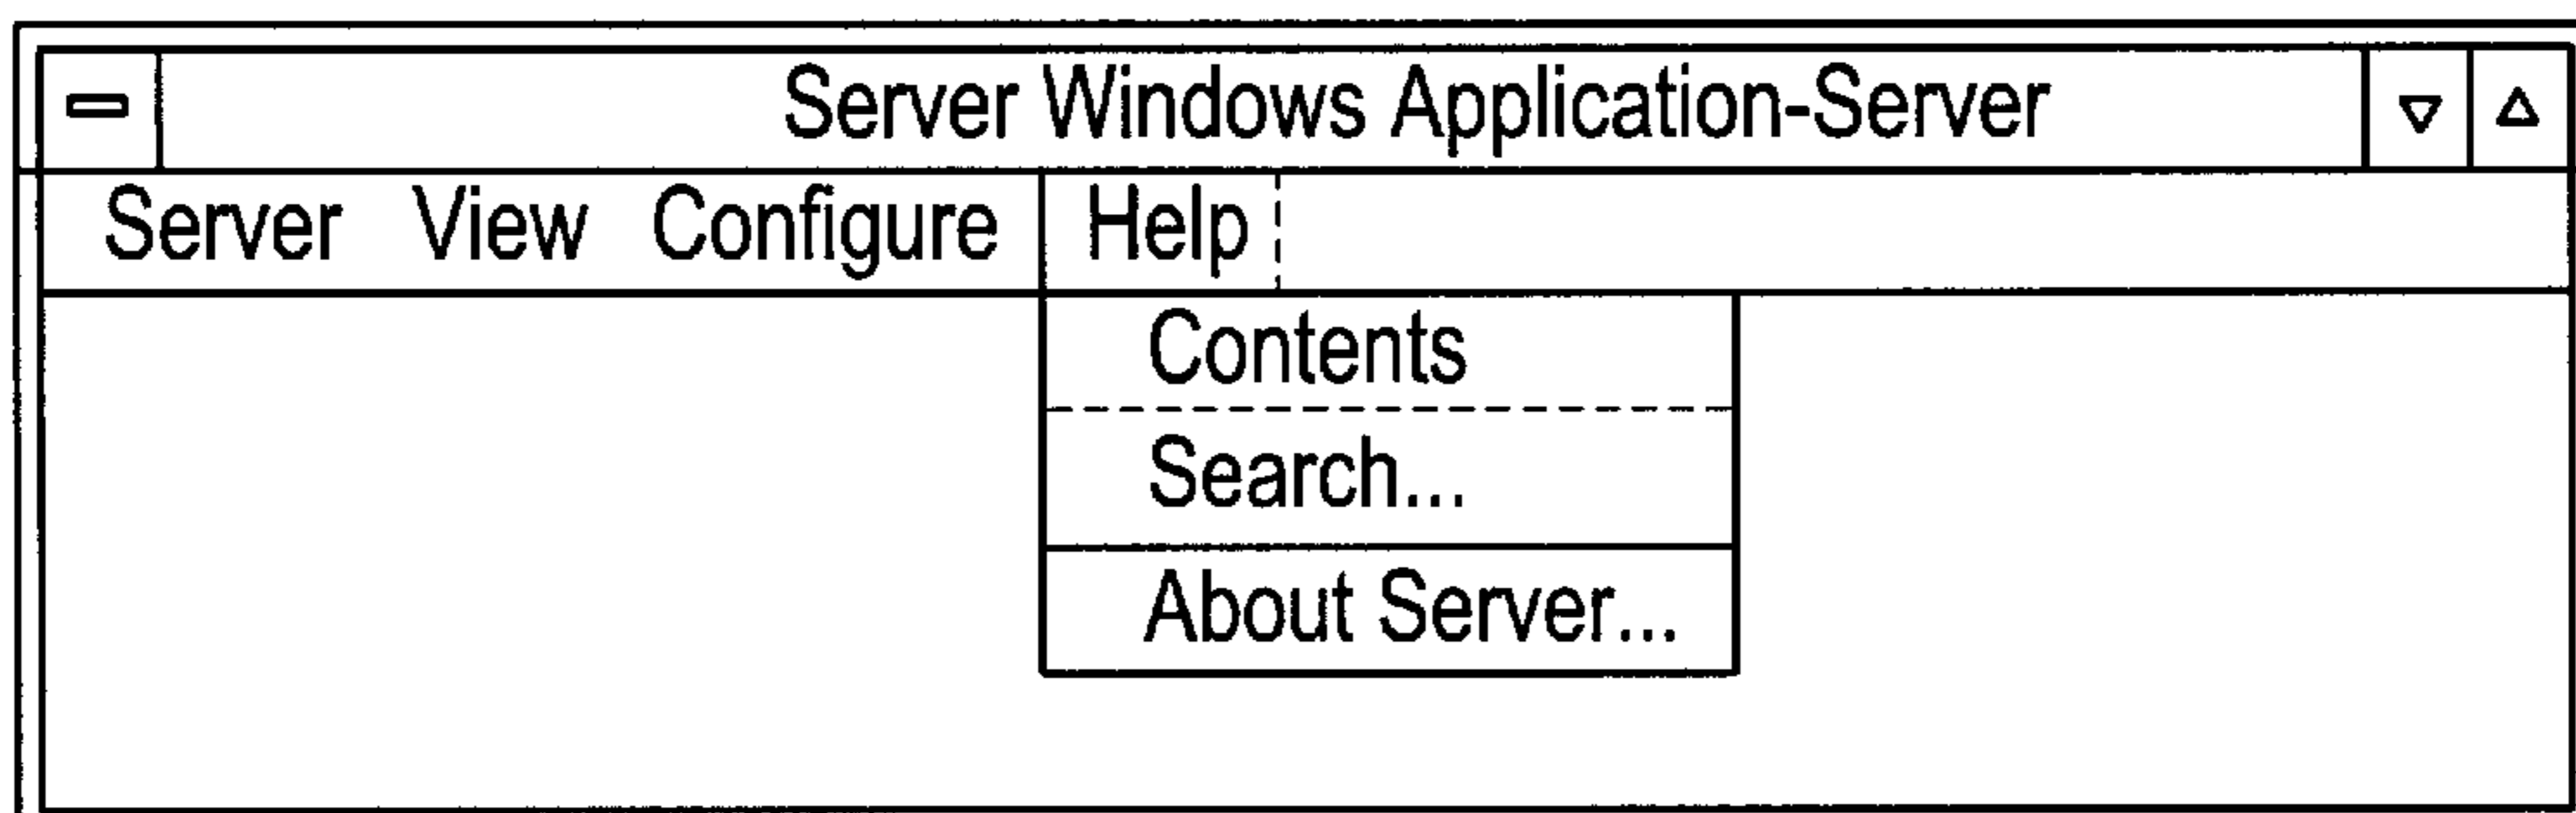 Server Windows Application-Server
Server View Configure Help
Contents
Search...
About Server...